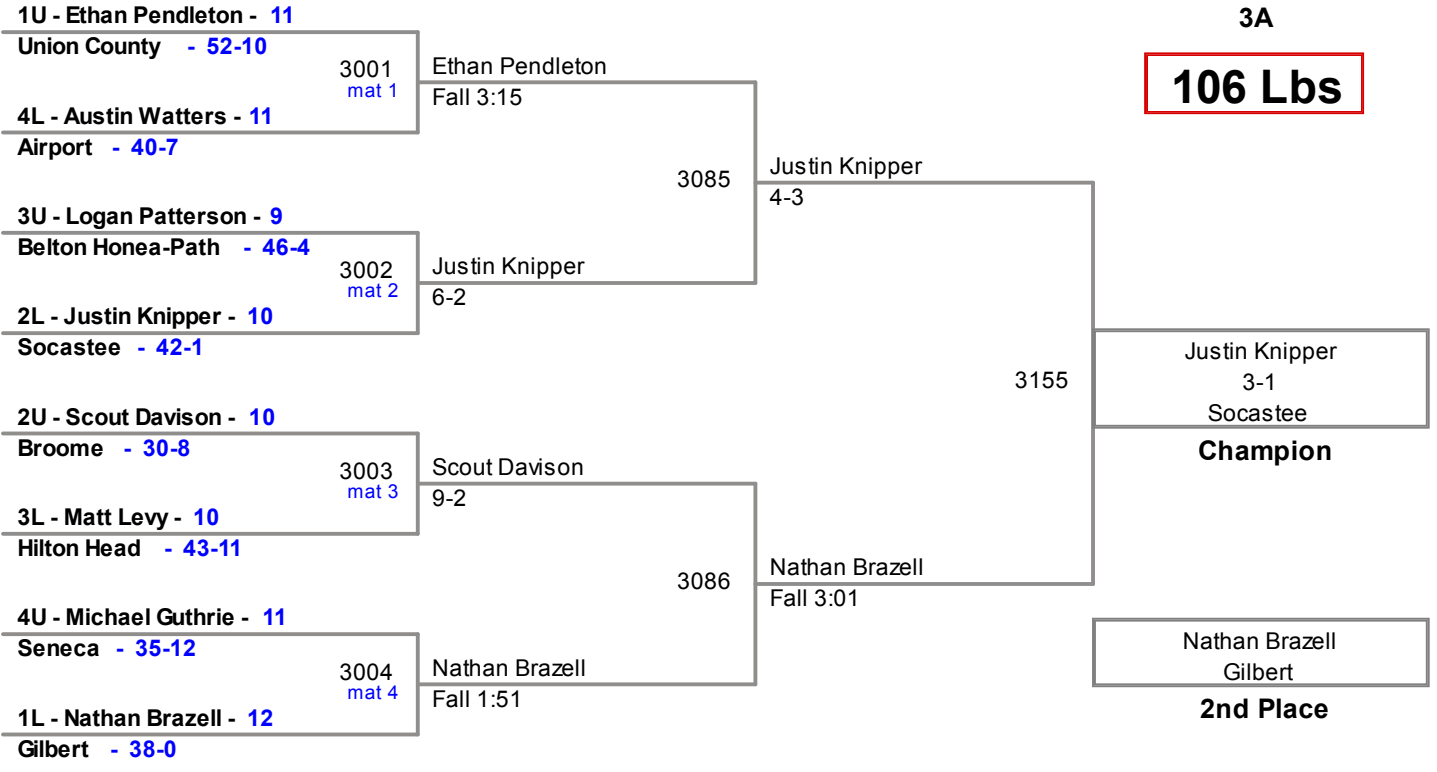 1U - Ethan Pendleton - 11
Union County - 52-10
3001
mat 1
4L - Austin Watters - 11
Airport - 40-7
3U - Logan Patterson - 9
Belton Honea-Path - 46-4
3002
mat 2
2L - Justin Knipper - 10
Socastee - 42-1
2U - Scout Davison - 10
Broome - 30-8
3003
mat 3
3L - Matt Levy - 10
Hilton Head - 43-11
4U - Michael Guthrie - 11
Seneca - 35-12
3004
mat 4
1L - Nathan Brazell - 12
Gilbert - 38-0
Ethan Pendleton
Fall 3:15
3085
Justin Knipper
6-2
Scout Davison
9-2
3086
Nathan Brazell
Fall 1:51
Justin Knipper
4-3
3155
Nathan Brazell
Fall 3:01
3A
106 Lbs
Justin Knipper
3-1
Socastee
Champion
Nathan Brazell
Gilbert
2nd Place